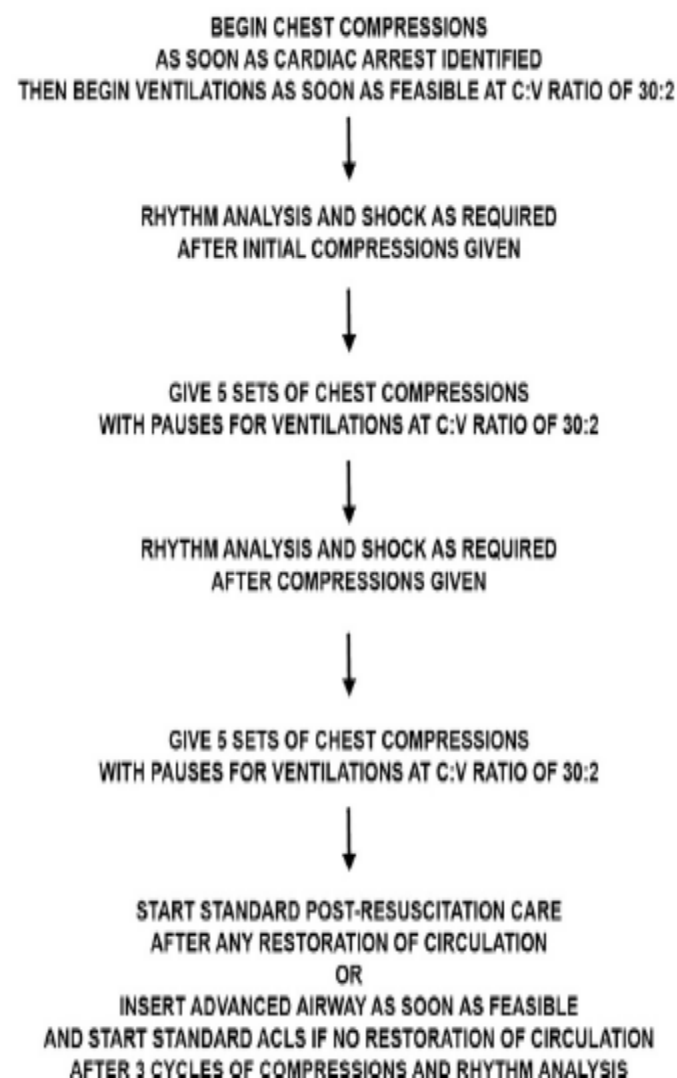 BEGIN CHEST COMPRESSIONS
AS SOON AS CARDIAC ARREST IDENTIFIED
THEN BEGIN VENTILATIONS AS SOON AS FEASIBLE AT C:V RATIO OF 30:2
RHYTHM ANALYSIS AND SHOCK AS REQUIRED
AFTER INITIAL COMPRESSIONS GIVEN
GIVE 5 SETS OF CHEST COMPRESSIONS
WITH PAUSES FOR VENTILATIONS AT C:V RATIO OF 30:2
RHYTHM ANALYSIS AND SHOCK AS REQUIRED
AFTER COMPRESSIONS GIVEN
GIVE 5 SETS OF CHEST COMPRESSIONS
WITH PAUSES FOR VENTILATIONS AT C:V RATIO OF 30:2
START STANDARD POST-RESUSCITATION CARE
AFTER ANY RESTORATION OF CIRCULATION
OR
INSERT ADVANCED AIRWAY AS SOON AS FEASIBLE
AND START STANDARD ACLS IF NO RESTORATION OF CIRCULATION
AFTER 3 CYCLES OF COMPRESSIONS AND RHYTHM ANALYSIS